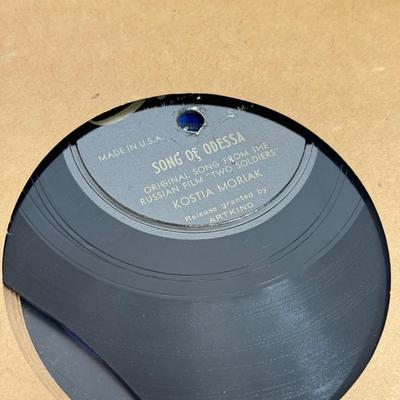 MADE IN U.S.A.
SONG OF ODESSA
ORIGINAL SONG FROM THE
RUSSIAN FILM "TWO SOLDIERS"
KOSTIA MORIAK
Release granted by
ARTKINO